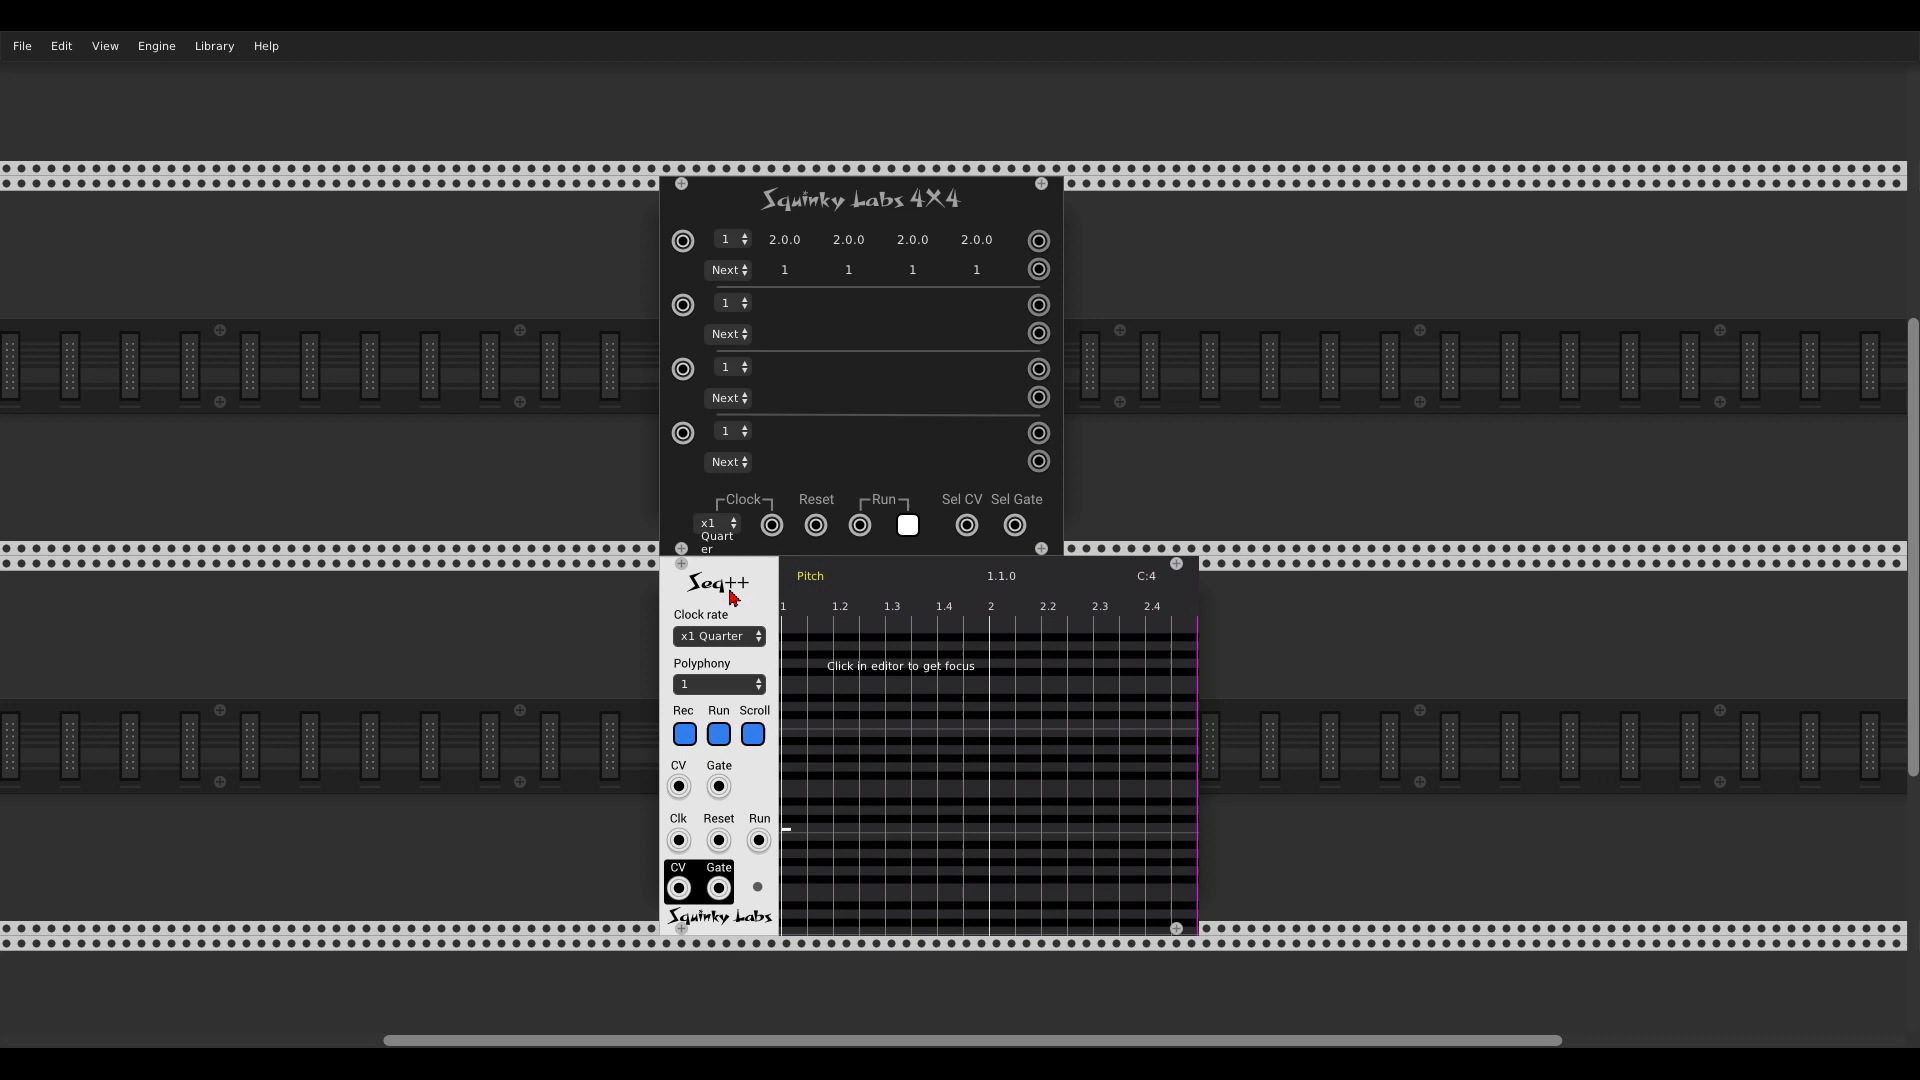 File Edit View Engine Library Help
Squinky Labs 4X4
1 2.0.0 2.0.0 2.0.0 2.0.0
Next 1 1 1 1
1
Next
1
Next
1
Next
Clock Reset Run Sel CV Sel Gate
x1
Quart
er
Seq++
Pitch 1.1.0 C:4
1 1.2 1.3 1.4 2 2.2 2.3 2.4
Clock rate
x1 Quarter
Click in editor to get focus
Polyphony
1
Rec Run Scroll
CV Gate
Clk Reset Run
CV Gate
Squinky Labs